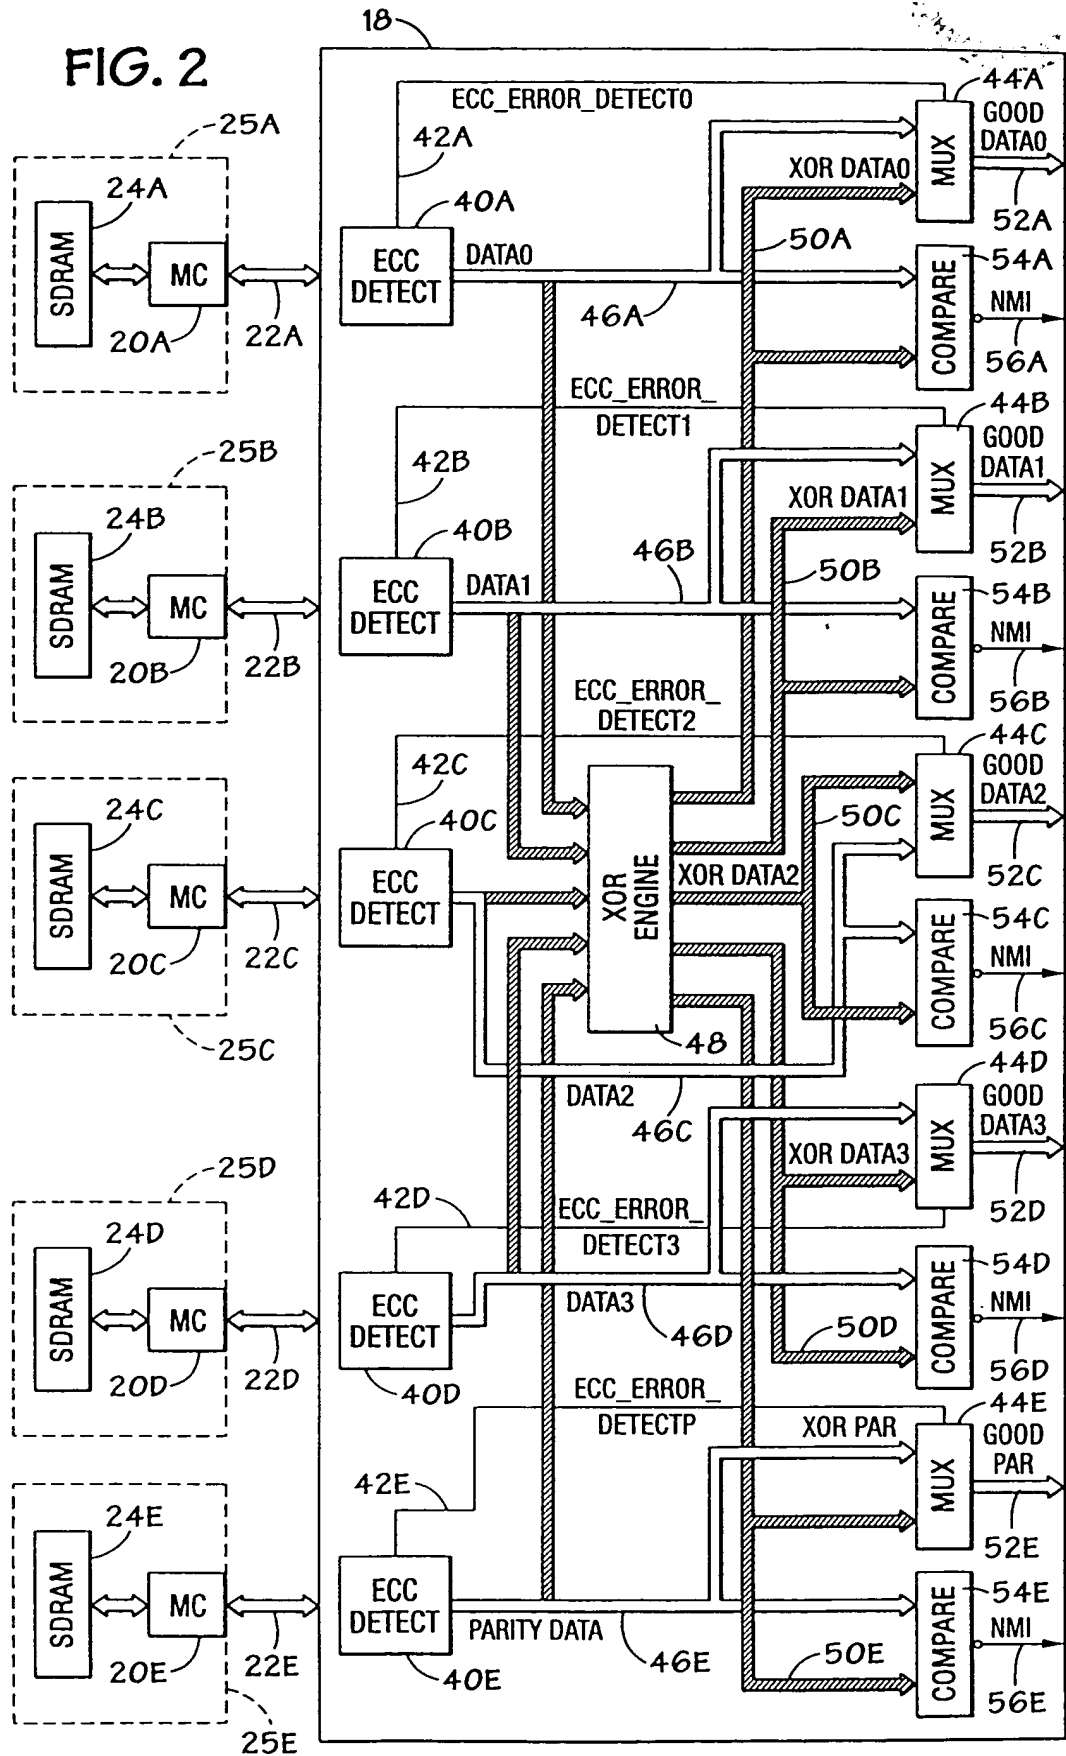 18
FIG. 2
44A
ECC_ERROR_DETECT0
GOOD
DATA0
25A
42A
MUX
XOR DATA0
24A
40A
52A
SDRAM
MC
ECC
DETECT
DATA0
50A
54A
COMPARE
NMI
20A
22A
46A
56A
ECC_ERROR_
DETECT1
44B
GOOD
DATA1
25B
42B
MUX
XOR DATA1
24B
40B
46B
52B
50B
SDRAM
MC
ECC
DETECT
DATA1
54B
COMPARE
NMI
20B
22B
56B
ECC_ERROR_
DETECT2
44C
GOOD
DATA2
42C
MUX
24C
40C
50C
52C
SDRAM
MC
ECC
DETECT
XOR
ENGINE
XOR DATA2
54C
COMPARE
NMI
20C
22C
56C
25C
48
44D
DATA2
46C
GOOD
DATA3
MUX
XOR DATA3
25D
42D
ECC_ERROR_
DETECT3
52D
24D
SDRAM
MC
ECC
DETECT
DATA3
46D
54D
COMPARE
NMI
50D
20D
22D
40D
56D
ECC_ERROR_
DETECTP
44E
XOR PAR
GOOD
PAR
MUX
42E
24E
52E
SDRAM
MC
ECC
DETECT
PARITY DATA
54E
COMPARE
NMI
20E
22E
40E
46E
50E
56E
25E